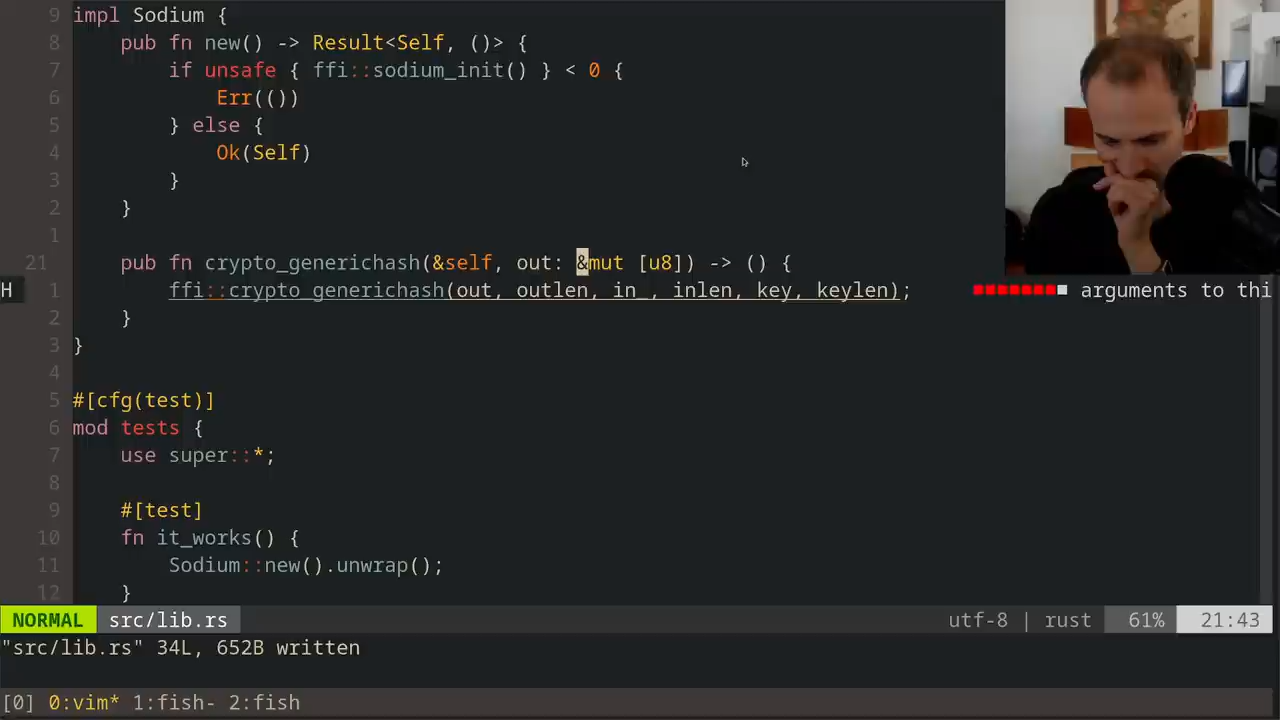 9 impl Sodium {
8     pub fn new() -> Result<Self, ()> {
7         if unsafe { ffi::sodium_init() } < 0 {
6             Err(())
5         } else {
4             Ok(Self)
3         }
2     }
1
21     pub fn crypto_generichash(&self, out: &mut [u8]) -> () {
H 1         ffi::crypto_generichash(out, outlen, in_, inlen, key, keylen); ■■■■■■■■ arguments to thi
2     }
3 }
4
5 #[cfg(test)]
6 mod tests {
7     use super::*;
8
9     #[test]
10     fn it_works() {
11         Sodium::new().unwrap();
12     }
NORMAL src/lib.rs utf-8 | rust 61% 21:43
"src/lib.rs" 34L, 652B written
[0] 0:vim* 1:fish- 2:fish